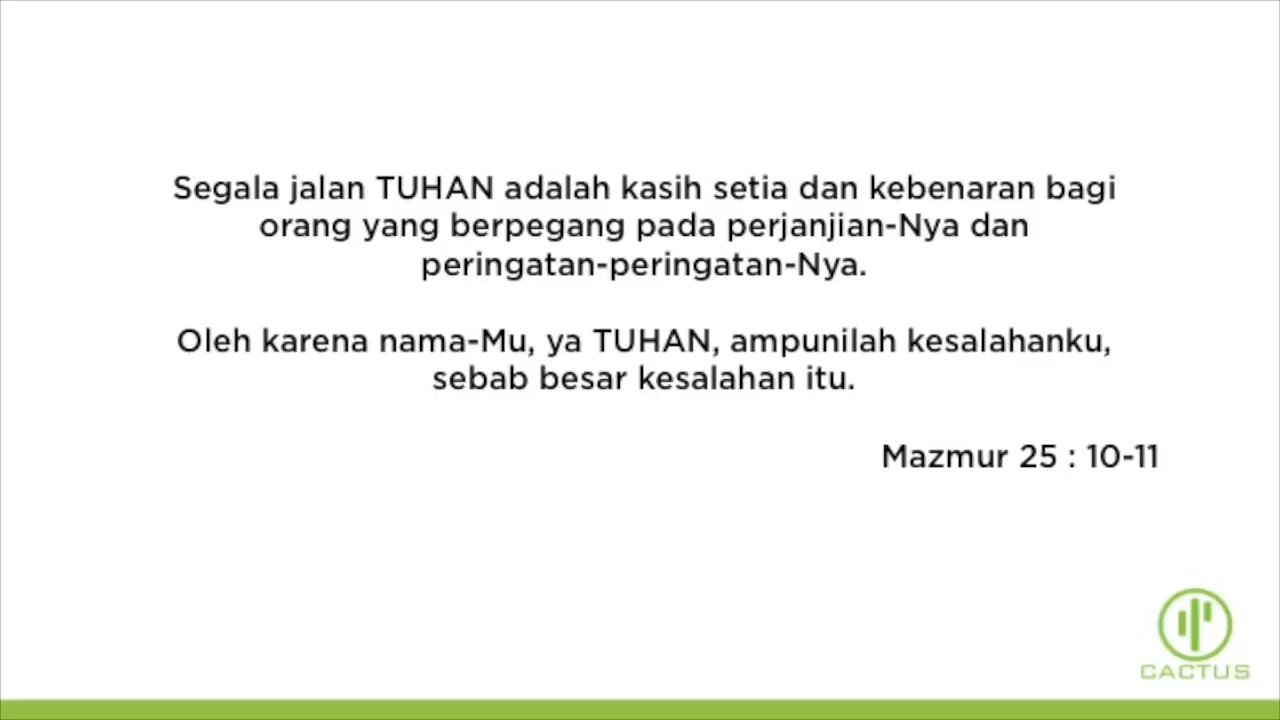 Segala jalan TUHAN adalah kasih setia dan kebenaran bagi
orang yang berpegang pada perjanjian-Nya dan
peringatan-peringatan-Nya.
Oleh karena nama-Mu, ya TUHAN, ampunilah kesalahanku,
sebab besar kesalahan itu.
Mazmur 25 : 10-11
CACTUS